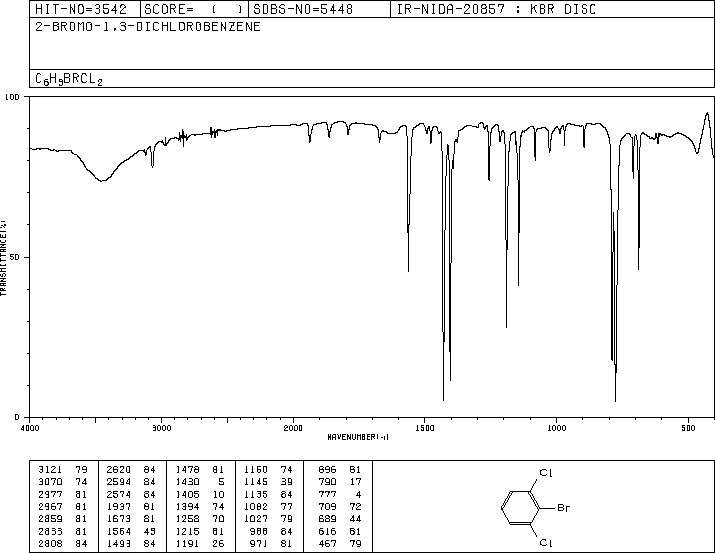 HIT-NO=3542 SCORE= ( ) SDBS-NO=5448 IR-NIDA-20857 : KBR DISC
2-BROMO-1,3-DICHLOROBENZENE
C6H3BRCL2
100
50
0
TRANSMITTANCE(%)
4000 3000 2000 1500 1000 500
WAVENUMBER(-1)
3121 79 2620 84 1478 81 1160 74 896 81
3070 74 2594 84 1430 5 1145 39 790 17
2977 81 2574 84 1405 10 1135 84 777 4
2967 81 1937 81 1394 74 1082 77 709 72
2859 81 1673 81 1258 70 1027 79 689 44
2833 81 1564 49 1215 81 988 84 616 81
2808 84 1493 84 1191 26 971 81 467 79
Cl
Br
Cl